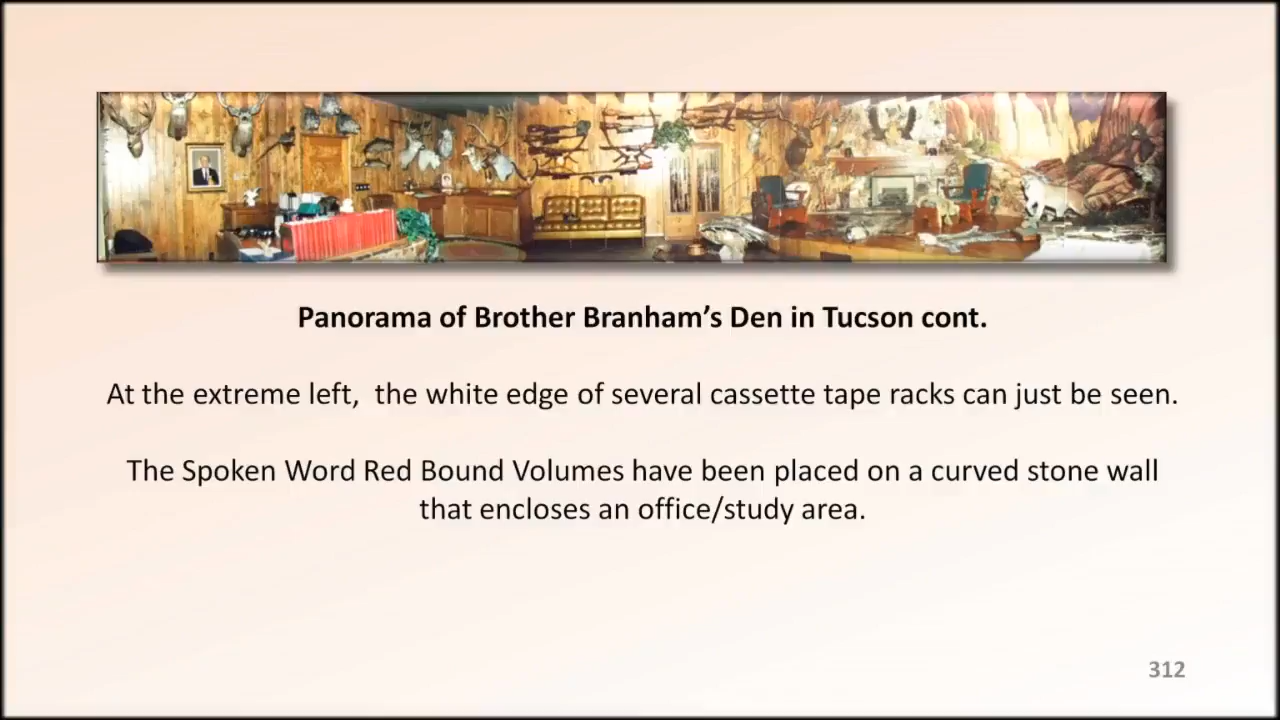 Panorama of Brother Branham’s Den in Tucson cont.
At the extreme left,  the white edge of several cassette tape racks can just be seen.
The Spoken Word Red Bound Volumes have been placed on a curved stone wall
that encloses an office/study area.
312